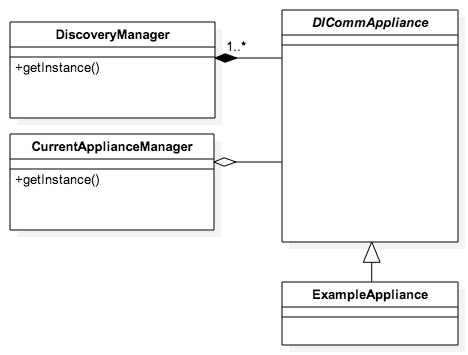 DiscoveryManager
+getInstance()
1..*
DICommAppliance
CurrentApplianceManager
+getInstance()
ExampleAppliance